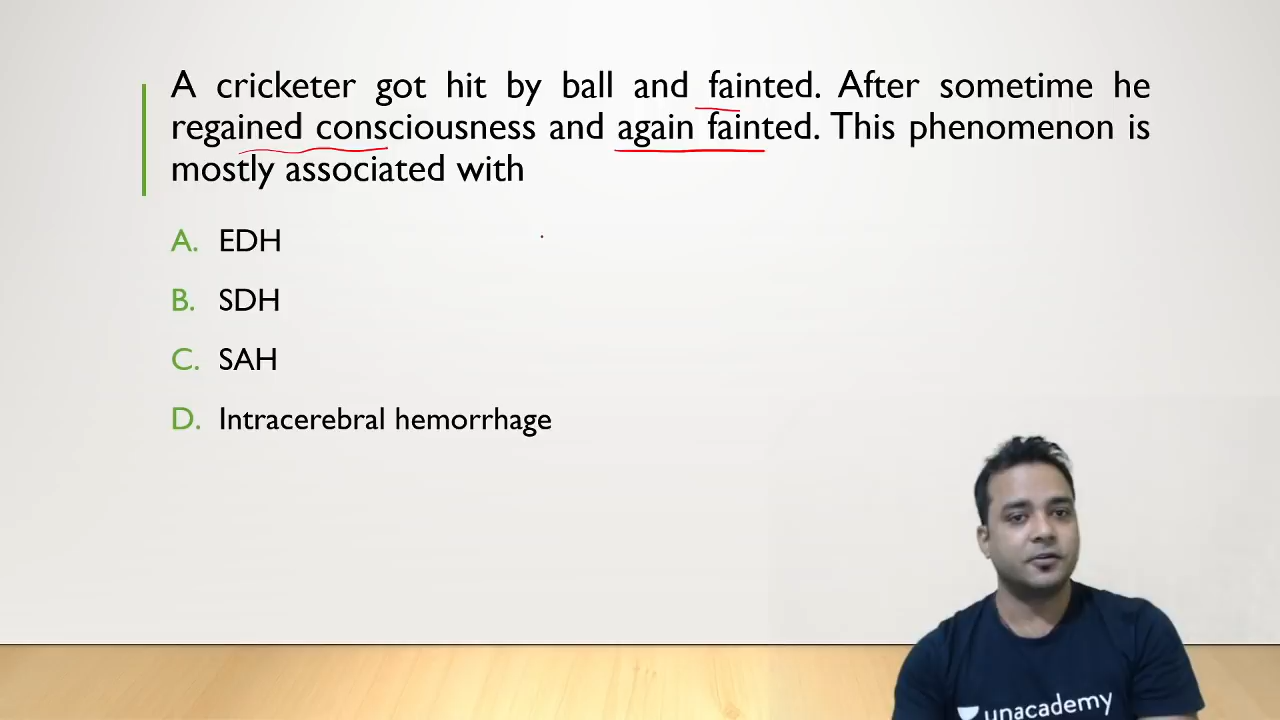 A cricketer got hit by ball and fainted. After sometime he
regained consciousness and again fainted. This phenomenon is
mostly associated with
A. EDH
B. SDH
C. SAH
D. Intracerebral hemorrhage
unacademy